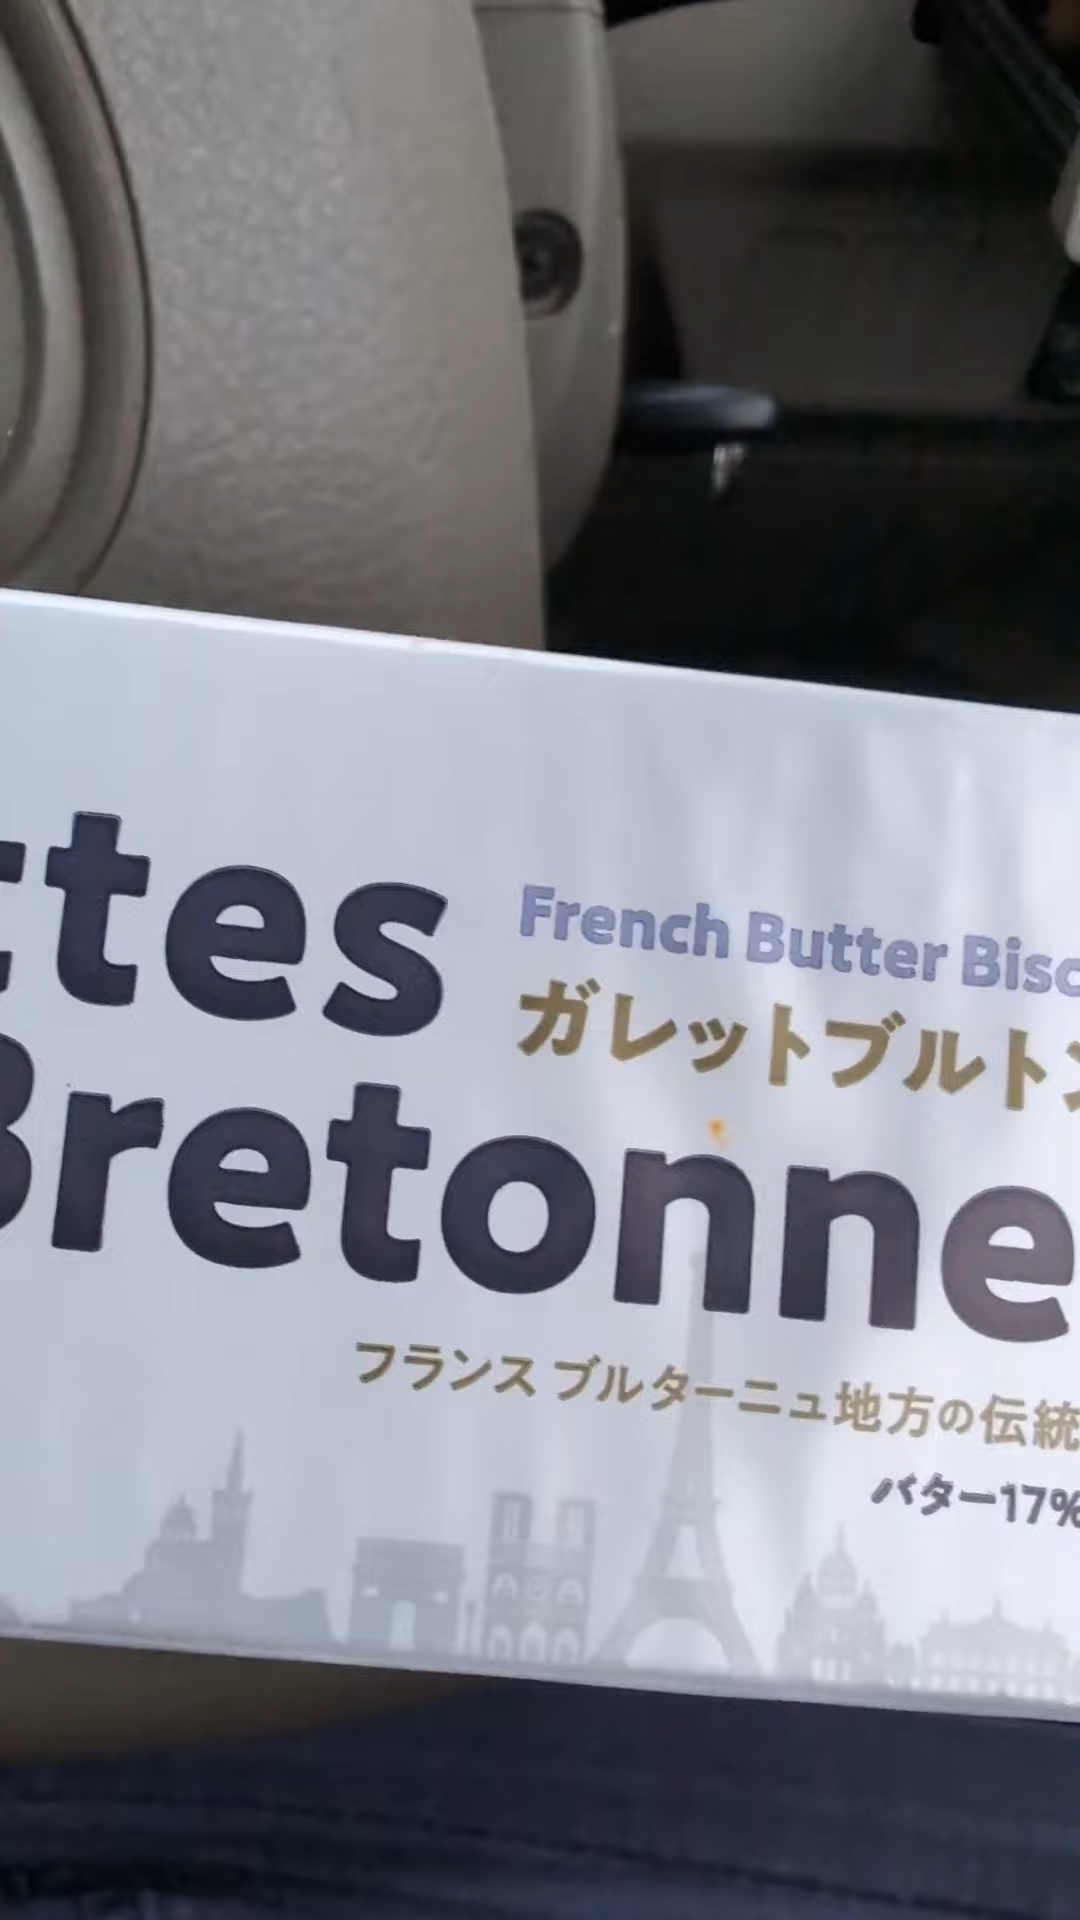 ttes
French Butter Bisc
ガレットブルトン
Bretonne
フランス ブルターニュ地方の伝統
バター17%